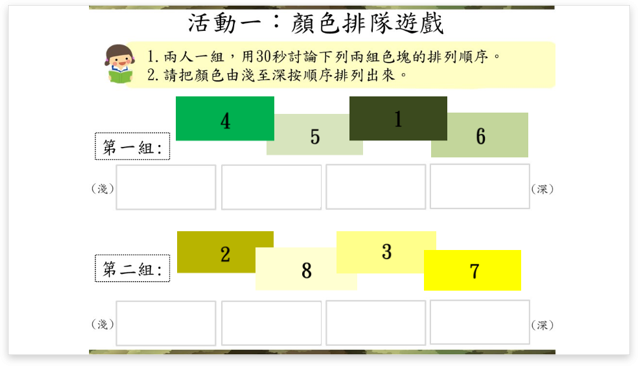 活動一：顏色排隊遊戲
1.兩人一組，用30秒討論下列兩組色塊的排列順序。
2.請把顏色由淺至深按順序排列出來。
4
5
1
6
第一組:
(淺)
(深)
2
8
3
7
第二組:
(淺)
(深)